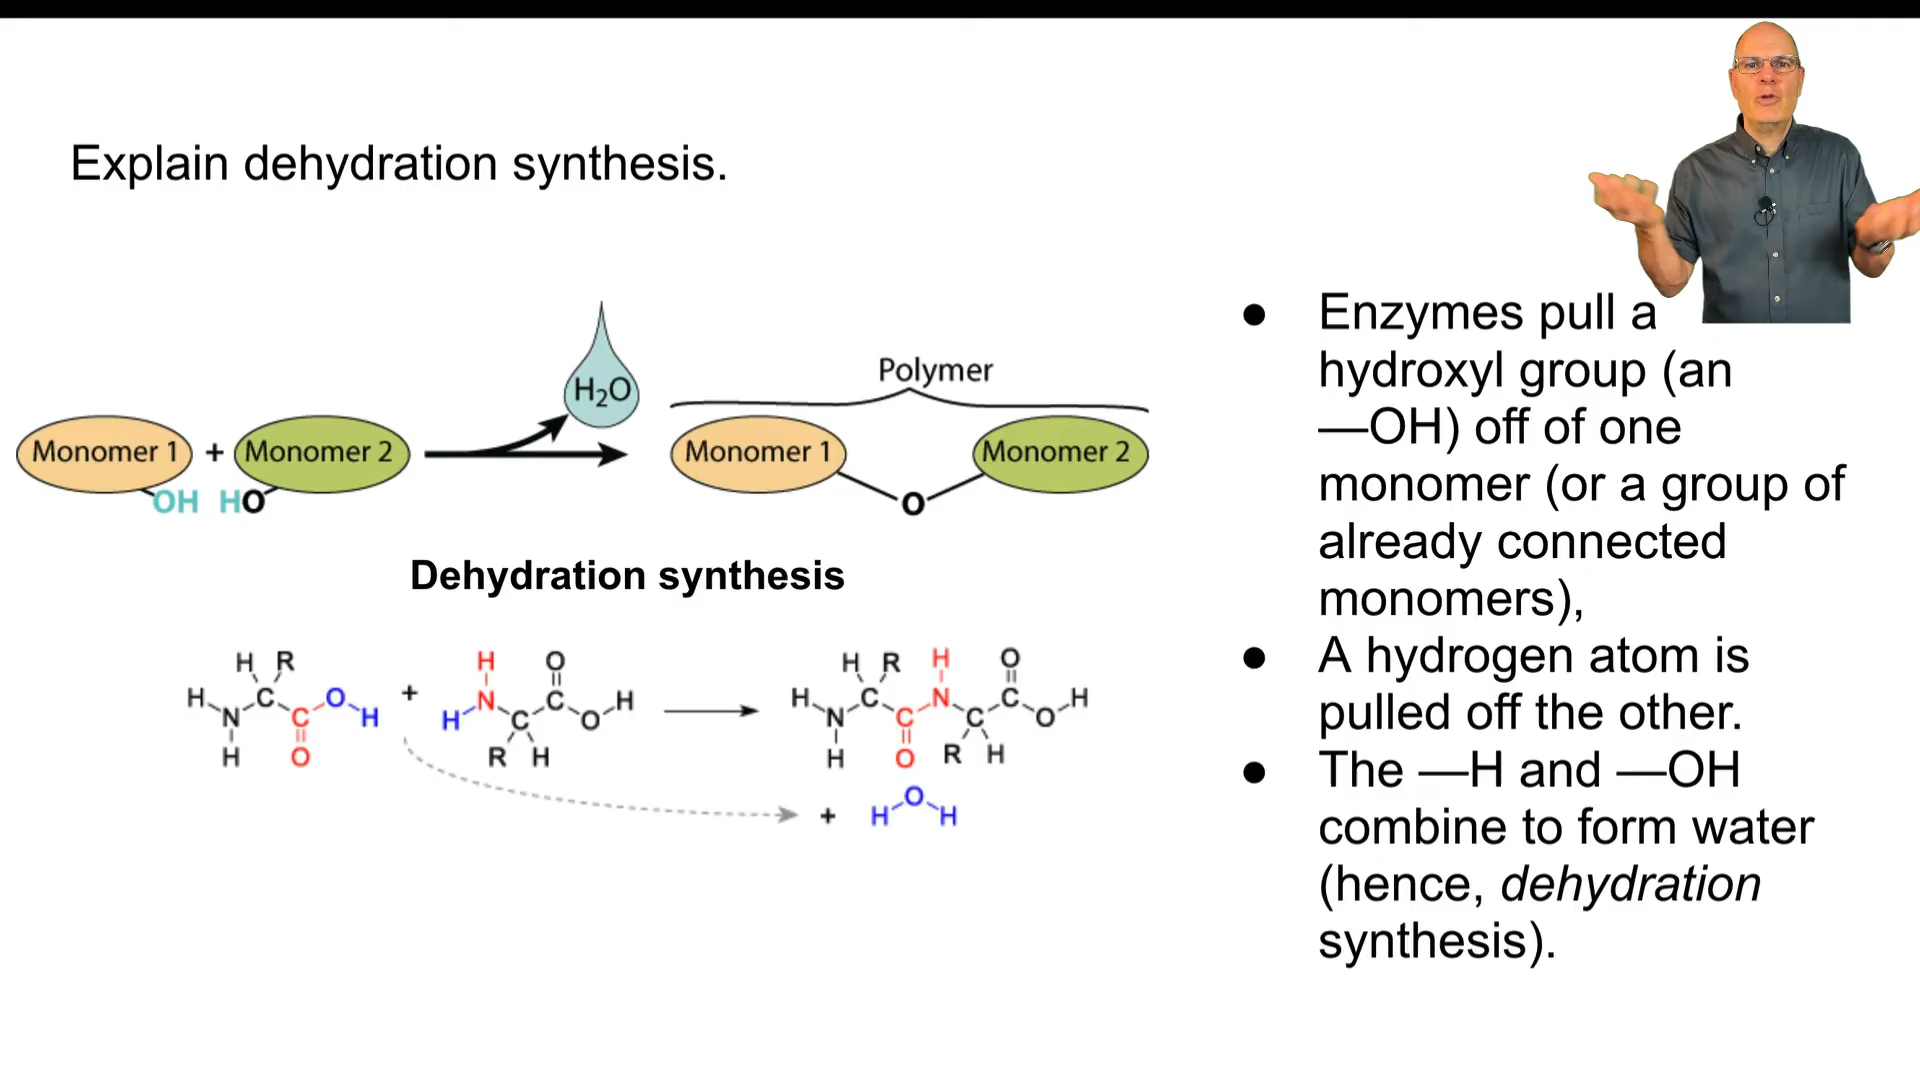 Explain dehydration synthesis.
H₂O
Polymer
Monomer 1 + Monomer 2
OH HO
Monomer 1 Monomer 2
O
Dehydration synthesis
H R H O H R H O
H N C C O H + H N C C O H H N C C N C C O H
H O R H H O R H
+ H O H
● Enzymes pull a
hydroxyl group (an
—OH) off of one
monomer (or a group of
already connected
monomers),
● A hydrogen atom is
pulled off the other.
● The —H and —OH
combine to form water
(hence, dehydration
synthesis).